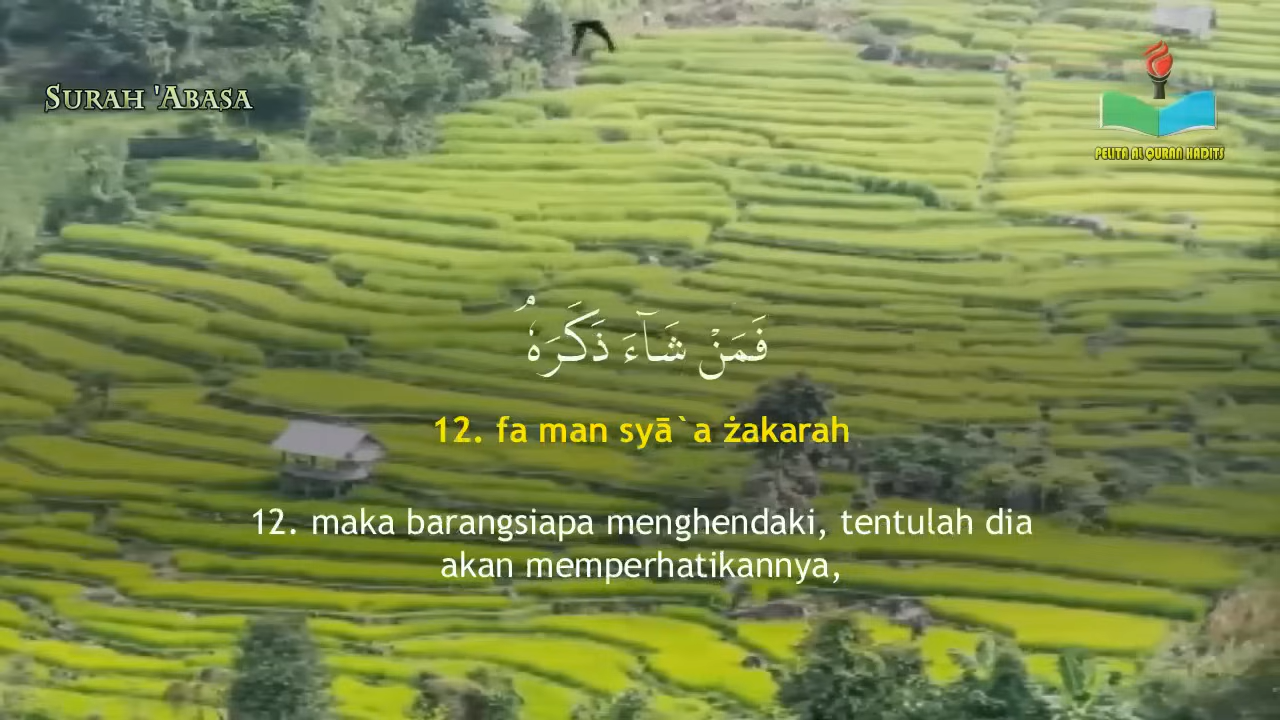 SURAH 'ABASA
PELITA AL QURAN HADITS
فَمَنْ شَاۤءَ ذَكَرَهٗ ۘ
12. fa man syā`a żakarah
12. maka barangsiapa menghendaki, tentulah dia
akan memperhatikannya,